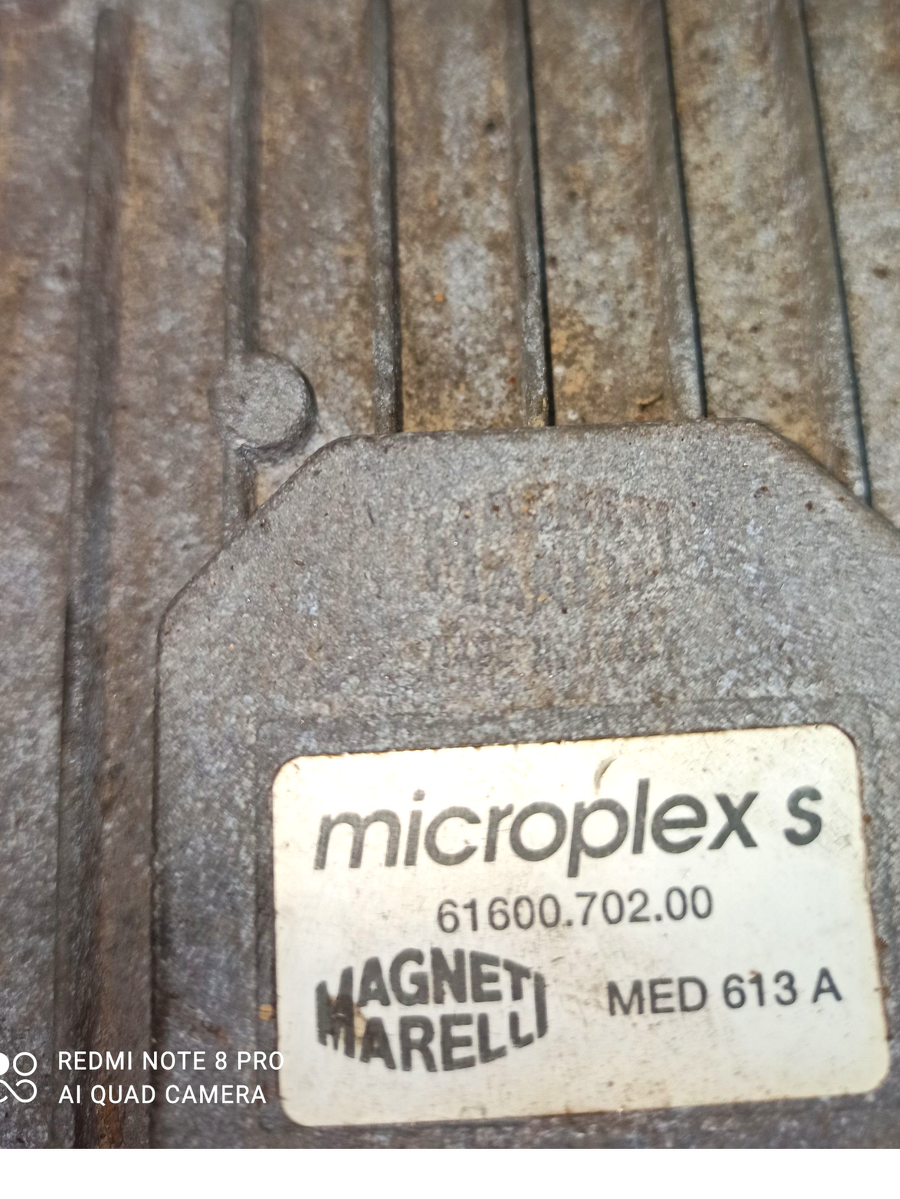 microplex s
61600.702.00
MAGNETI
MARELLI
MED 613 A
REDMI NOTE 8 PRO
AI QUAD CAMERA